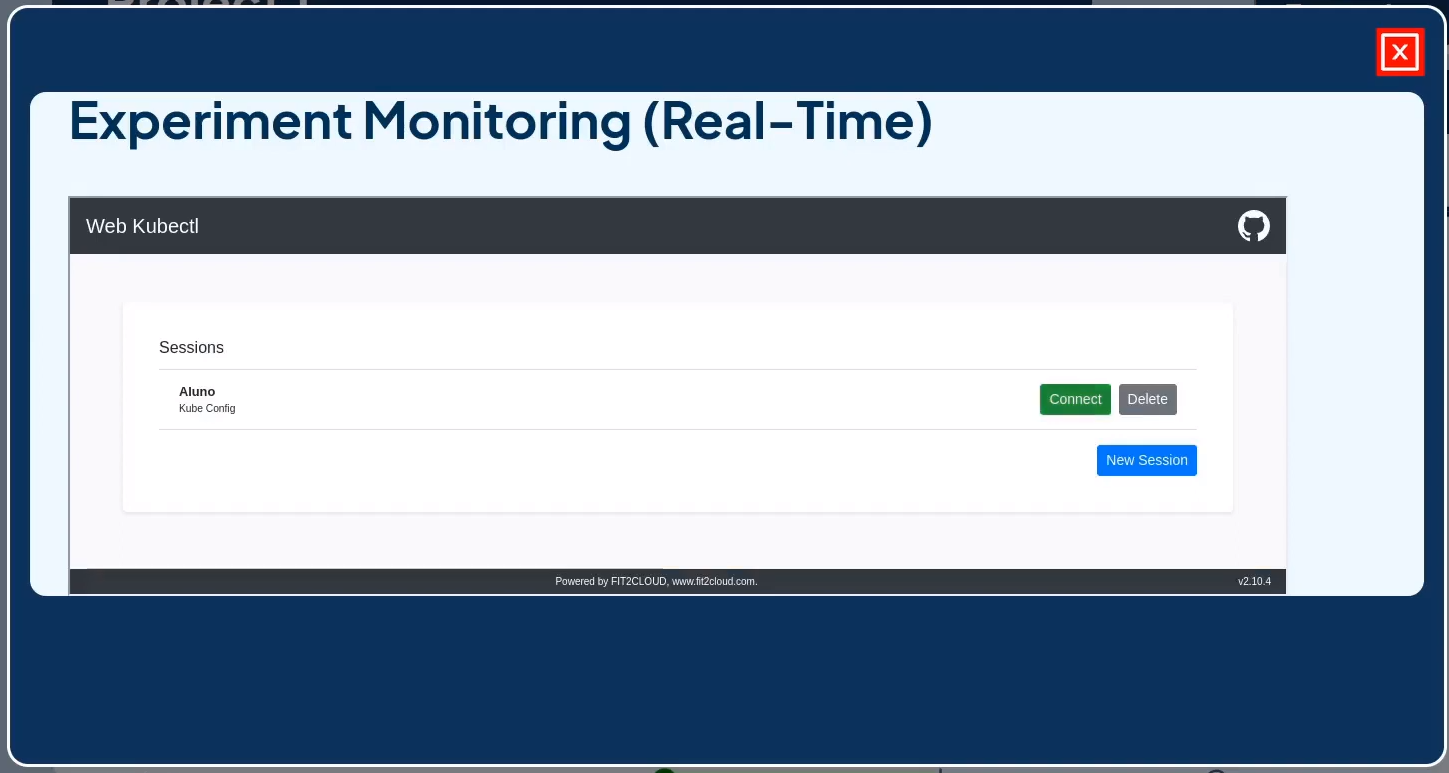 X
Experiment Monitoring (Real-Time)
Web Kubectl
Sessions
Aluno
Kube Config
Connect Delete
New Session
Powered by FIT2CLOUD, www.fit2cloud.com. v2.10.4